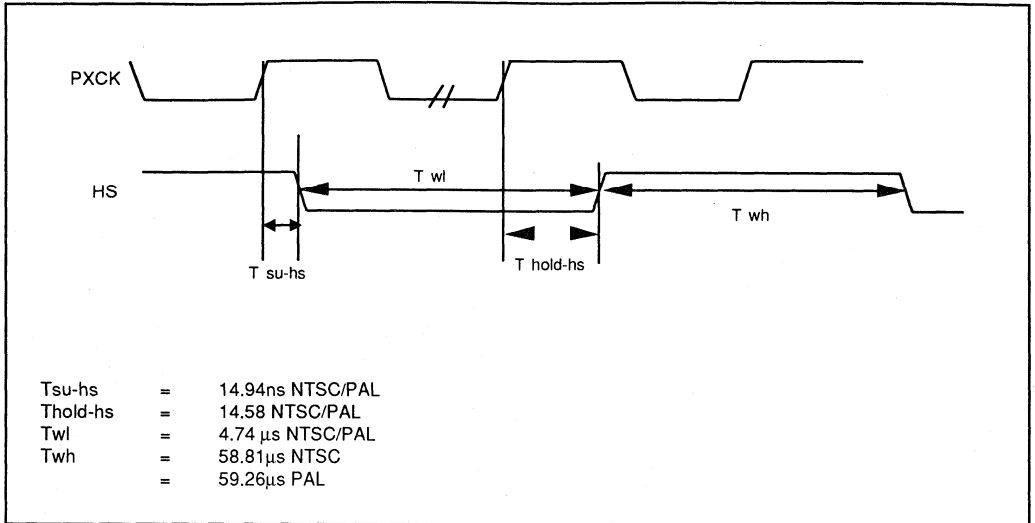 PXCK
HS
T wl
T wh
T su-hs
T hold-hs
Tsu-hs = 14.94ns NTSC/PAL
Thold-hs = 14.58 NTSC/PAL
Twl = 4.74 µs NTSC/PAL
Twh = 58.81µs NTSC
= 59.26µs PAL